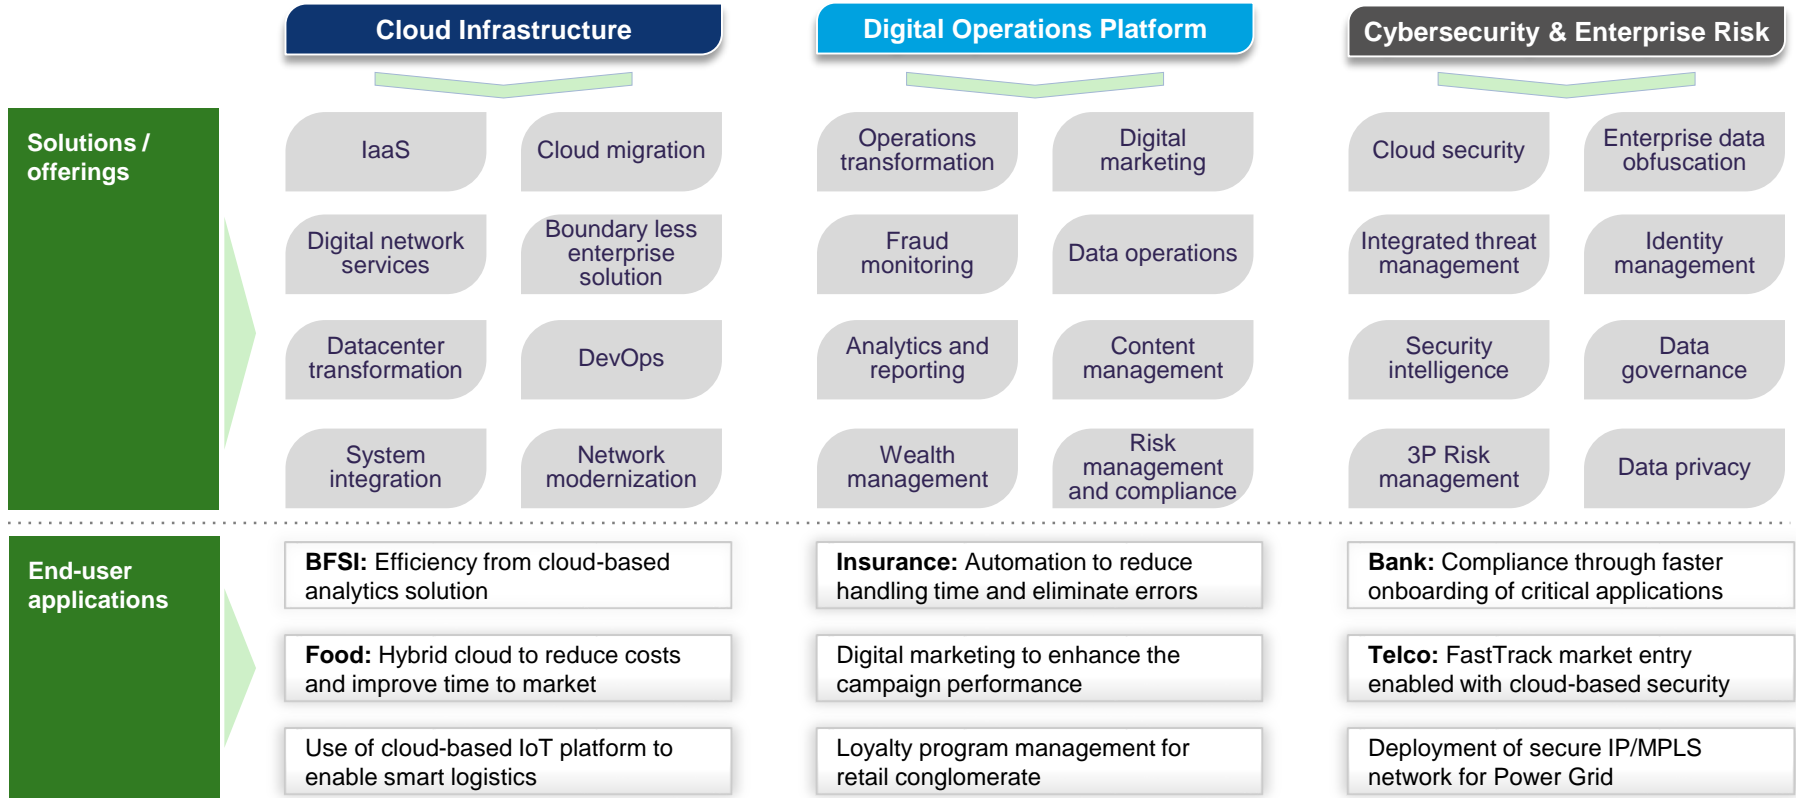 Cloud Infrastructure
Digital Operations Platform
Cybersecurity & Enterprise Risk
Solutions /
offerings
IaaS
Cloud migration
Operations
transformation
Digital
marketing
Cloud security
Enterprise data
obfuscation
Digital network
services
Boundary less
enterprise
solution
Fraud
monitoring
Data operations
Integrated threat
management
Identity
management
Datacenter
transformation
DevOps
Analytics and
reporting
Content
management
Security
intelligence
Data
governance
System
integration
Network
modernization
Wealth
management
Risk
management
and compliance
3P Risk
management
Data privacy
End-user
applications
BFSI: Efficiency from cloud-based
analytics solution
Insurance: Automation to reduce
handling time and eliminate errors
Bank: Compliance through faster
onboarding of critical applications
Food: Hybrid cloud to reduce costs
and improve time to market
Digital marketing to enhance the
campaign performance
Telco: FastTrack market entry
enabled with cloud-based security
Use of cloud-based IoT platform to
enable smart logistics
Loyalty program management for
retail conglomerate
Deployment of secure IP/MPLS
network for Power Grid